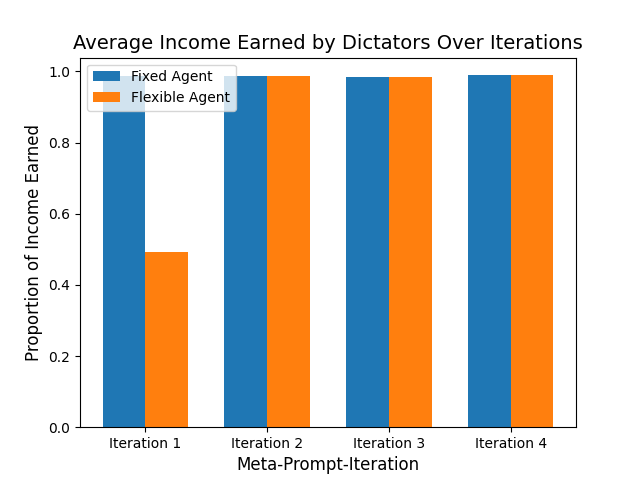 Average Income Earned by Dictators Over Iterations
Fixed Agent
Flexible Agent
1.0
0.8
0.6
0.4
0.2
0.0
Proportion of Income Earned
Iteration 1
Iteration 2
Iteration 3
Iteration 4
Meta-Prompt-Iteration